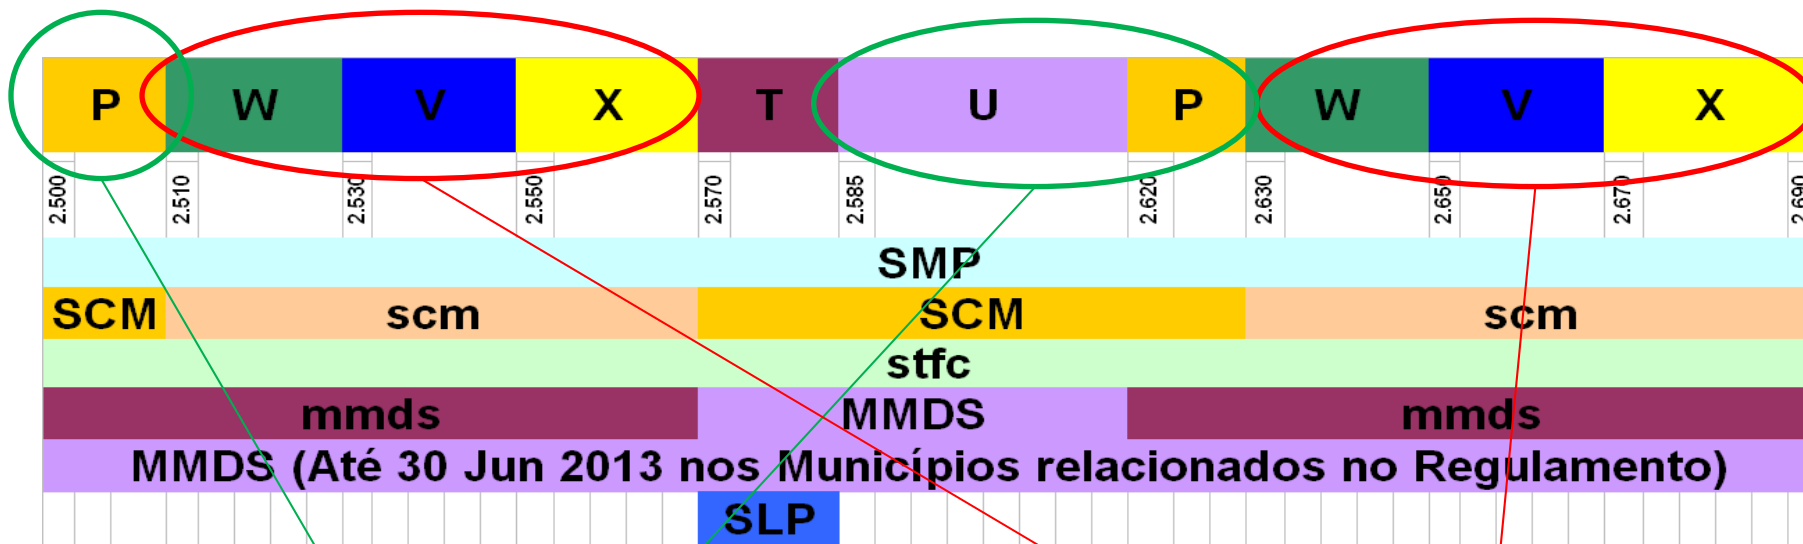 P W V X T U P W V X
2.500 2.510 2.530 2.550 2.570 2.585 2.620 2.630 2.650 2.670 2.690
SMP
SCM scm SCM scm
stfc
mmds MMDS mmds
MMDS (Até 30 Jun 2013 nos Municípios relacionados no Regulamento)
SLP